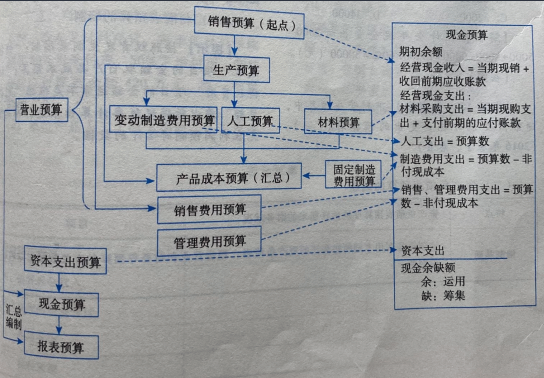 销售预算（起点）
生产预算
营业预算
变动制造费用预算
人工预算
材料预算
产品成本预算（汇总）
固定制造
费用预算
销售费用预算
管理费用预算
资本支出预算
现金预算
汇总
编制
报表预算
现金预算
期初余额
经营现金收入=当期现销+
收回前期应收账款
经营现金支出：
材料采购支出=当期现购支
出+支付前期的应付账款
人工支出=预算数
制造费用支出=预算数-非
付现成本
销售、管理费用支出=预算
数-非付现成本
资本支出
现金余缺额
余：运用
缺：筹集